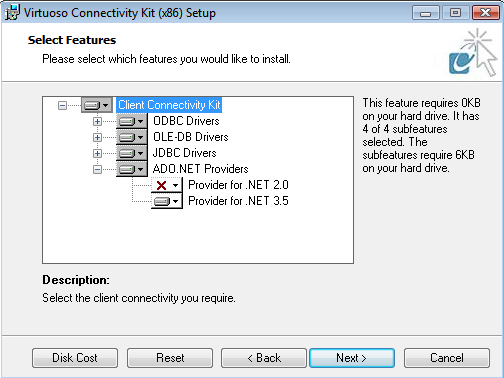 Virtuoso Connectivity Kit (x86) Setup
Select Features
Please select which features you would like to install.
Client Connectivity Kit
ODBC Drivers
OLE-DB Drivers
JDBC Drivers
ADO.NET Providers
Provider for .NET 2.0
Provider for .NET 3.5
This feature requires 0KB
on your hard drive. It has
4 of 4 subfeatures
selected. The
subfeatures require 6KB
on your hard drive.
Description:
Select the client connectivity you require.
Disk Cost
Reset
< Back
Next >
Cancel